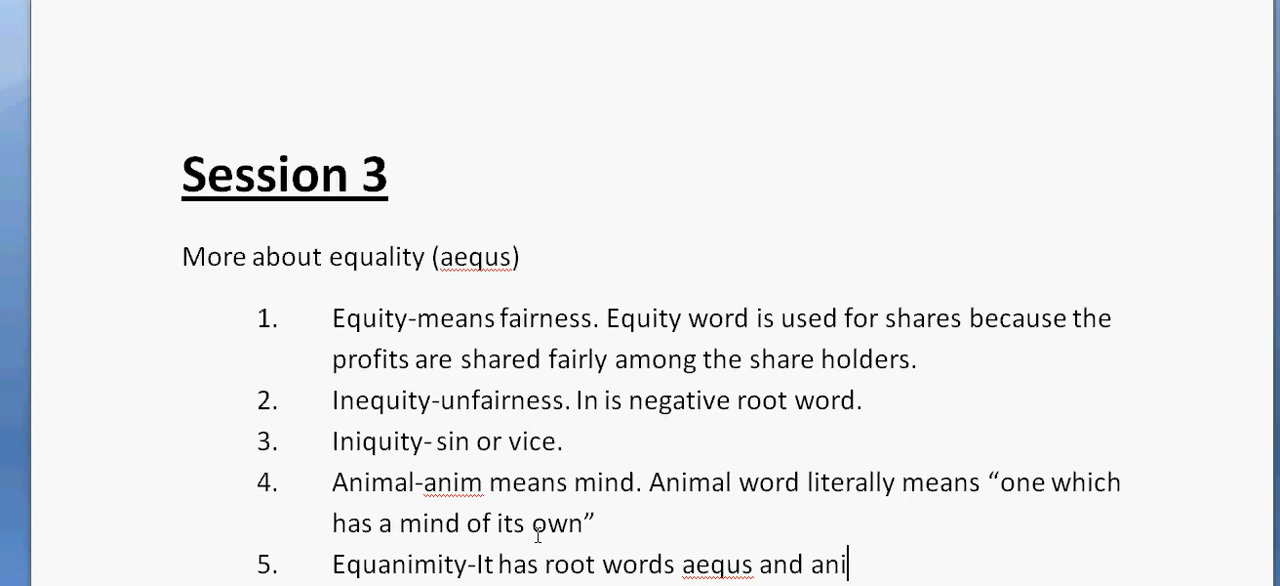 Session 3
More about equality (aequs)
1. Equity-means fairness. Equity word is used for shares because the
profits are shared fairly among the share holders.
2. Inequity-unfairness. In is negative root word.
3. Iniquity- sin or vice.
4. Animal-anim means mind. Animal word literally means “one which
has a mind of its own”
5. Equanimity-It has root words aequs and ani